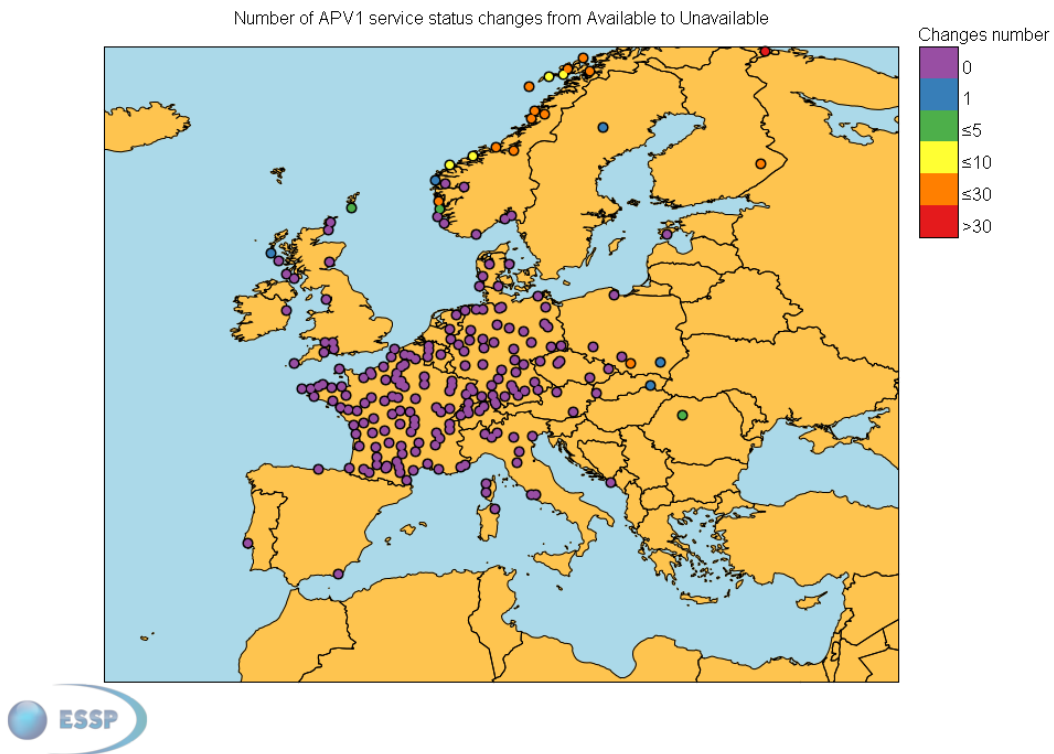 Number of APV1 service status changes from Available to Unavailable
Changes number
0
1
≤5
≤10
≤30
>30
ESSP